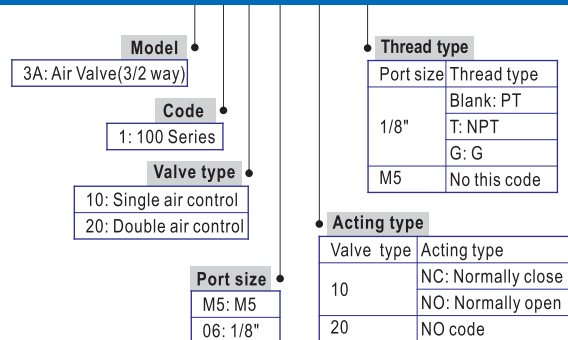 Model
3A: Air Valve(3/2 way)
Code
1: 100 Series
Valve type
10: Single air control
20: Double air control
Port size
M5: M5
06: 1/8"
Thread type
Port size Thread type
1/8" Blank: PT
T: NPT
G: G
M5 No this code
Acting type
Valve type Acting type
10 NC: Normally close
NO: Normally open
20 NO code